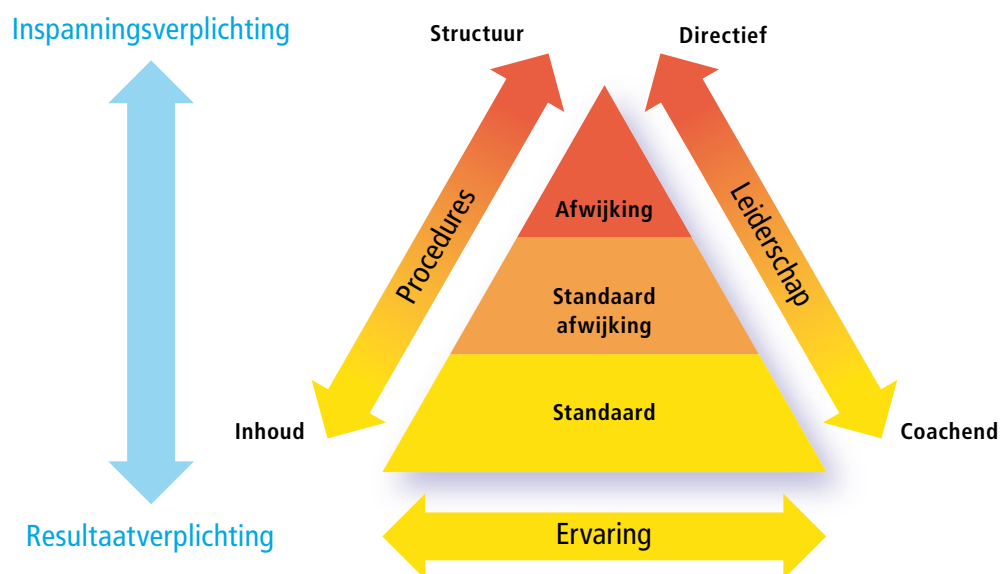 Inspanningsverplichting
Structuur
Directief
Procedures
Leiderschap
Afwijking
Standaard
afwijking
Standaard
Inhoud
Coachend
Resultaatverplichting
Ervaring